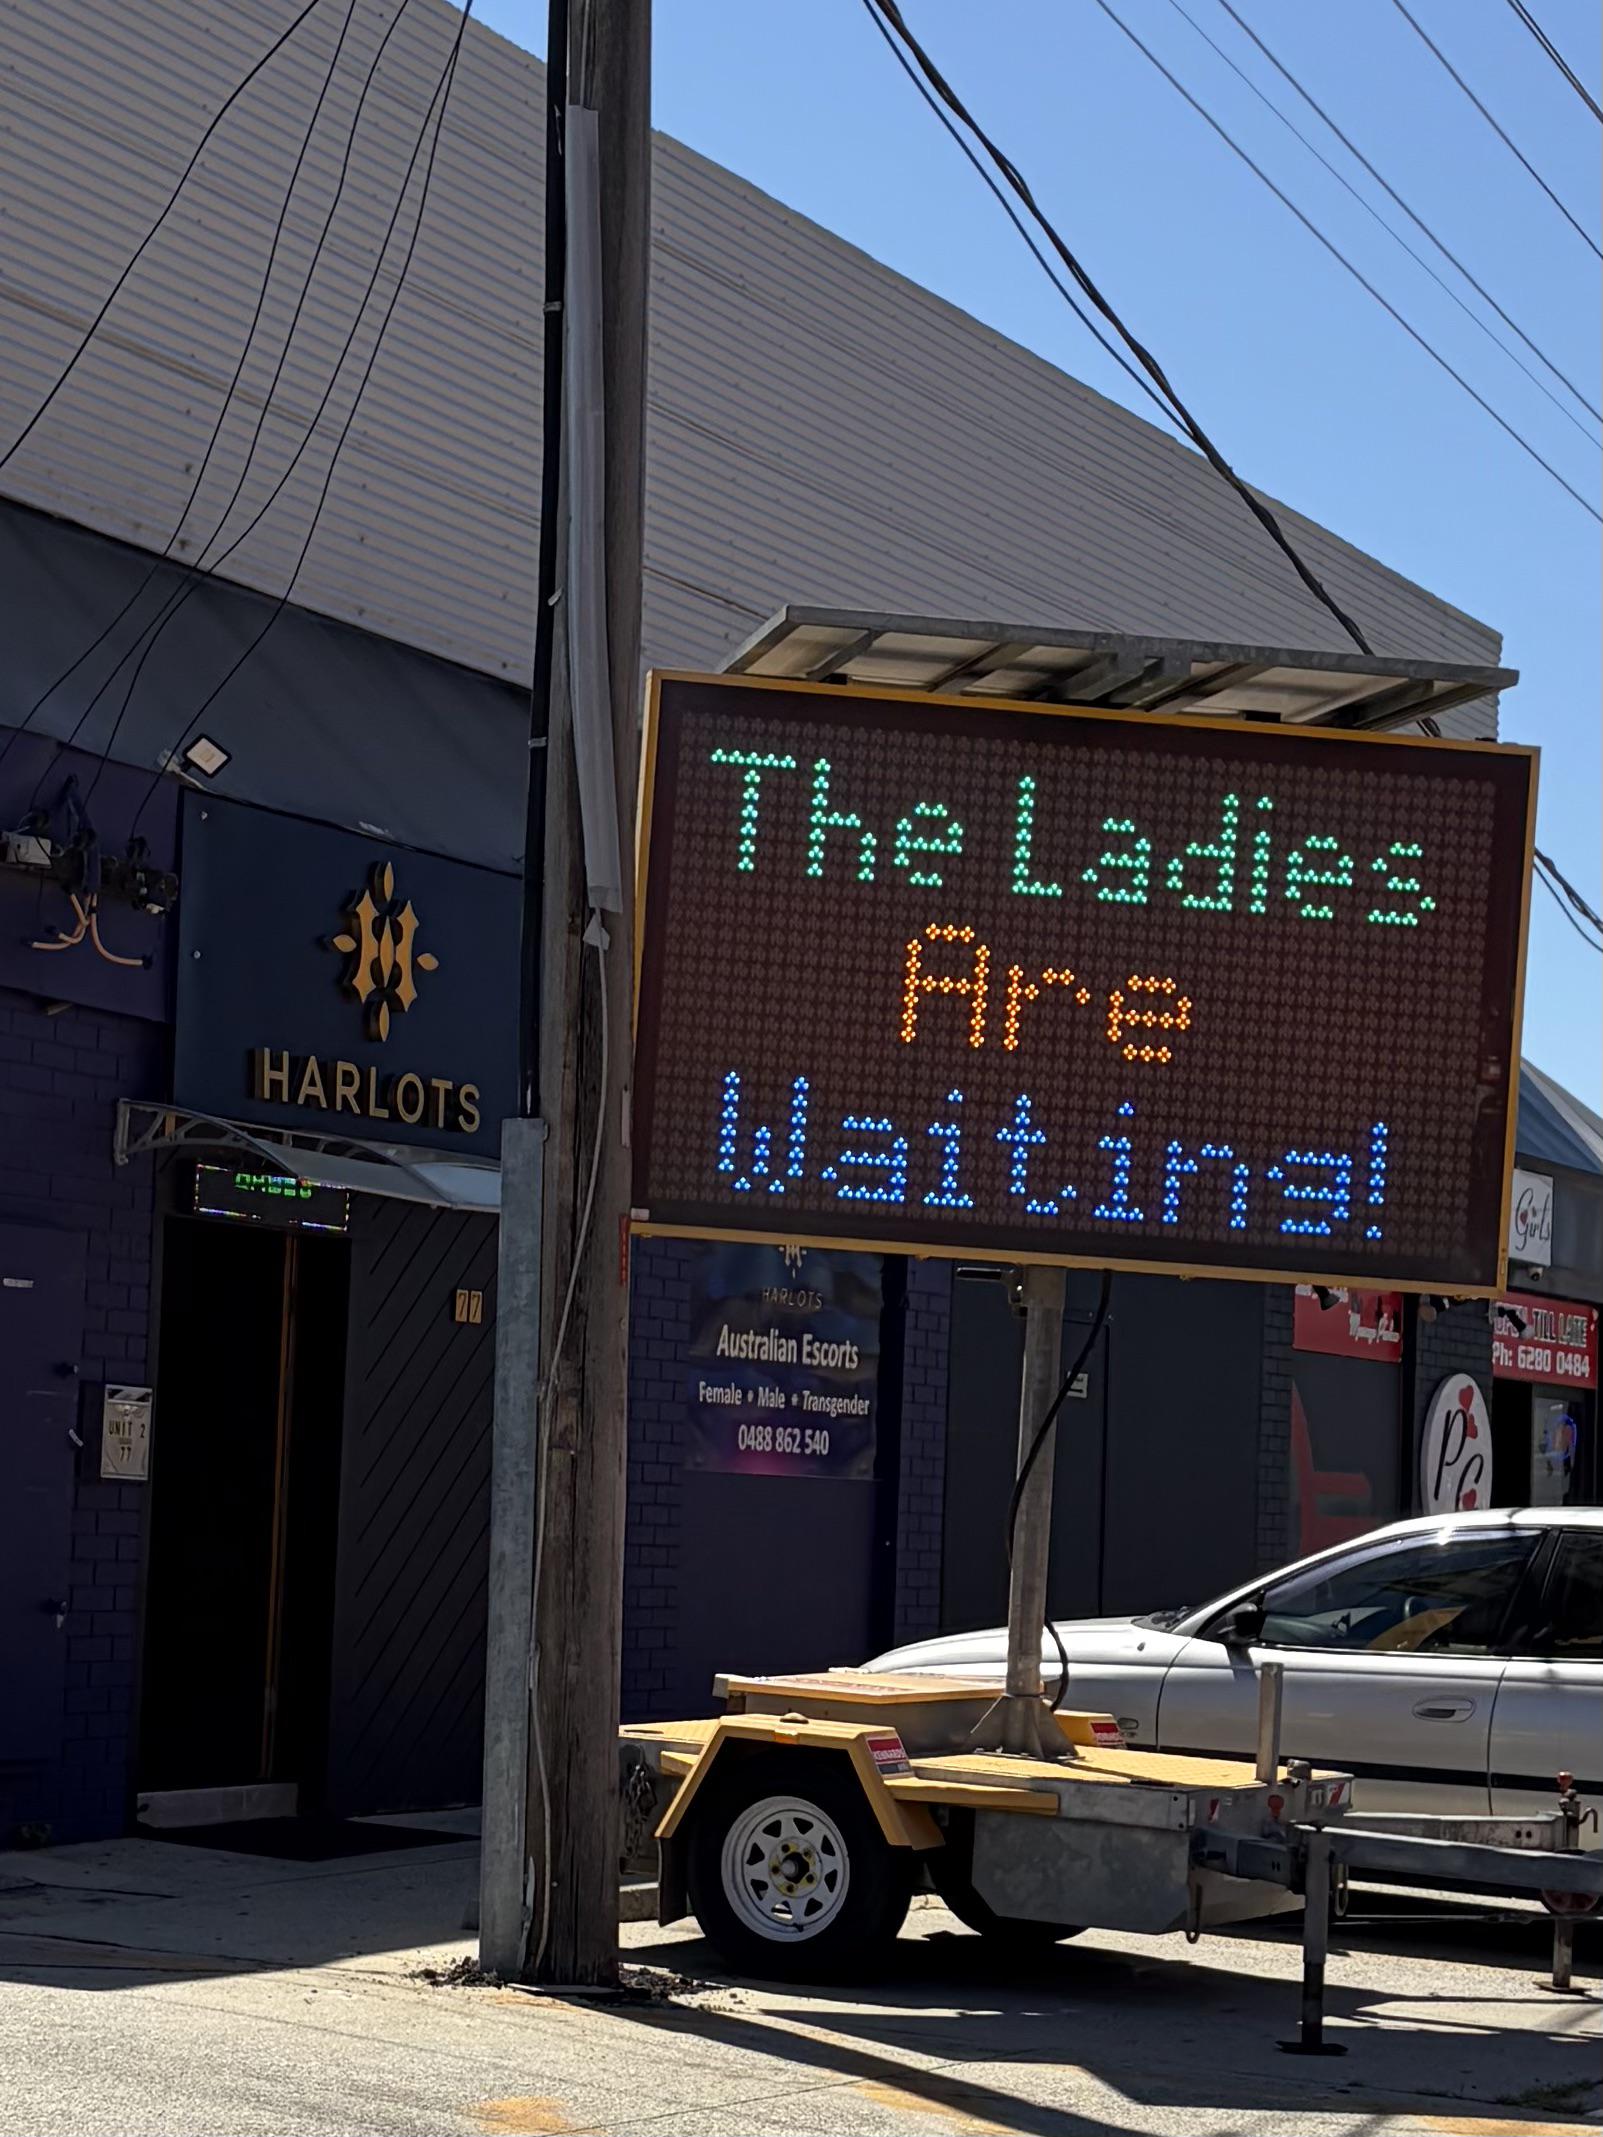 The Ladies
Are
Waiting!
HARLOTS
77
UNIT 2
77
HARLOTS
Australian Escorts
Female * Male * Transgender
0488 862 540
Girls
TILL LATE
Ph: 6280 0484
KENNARDS